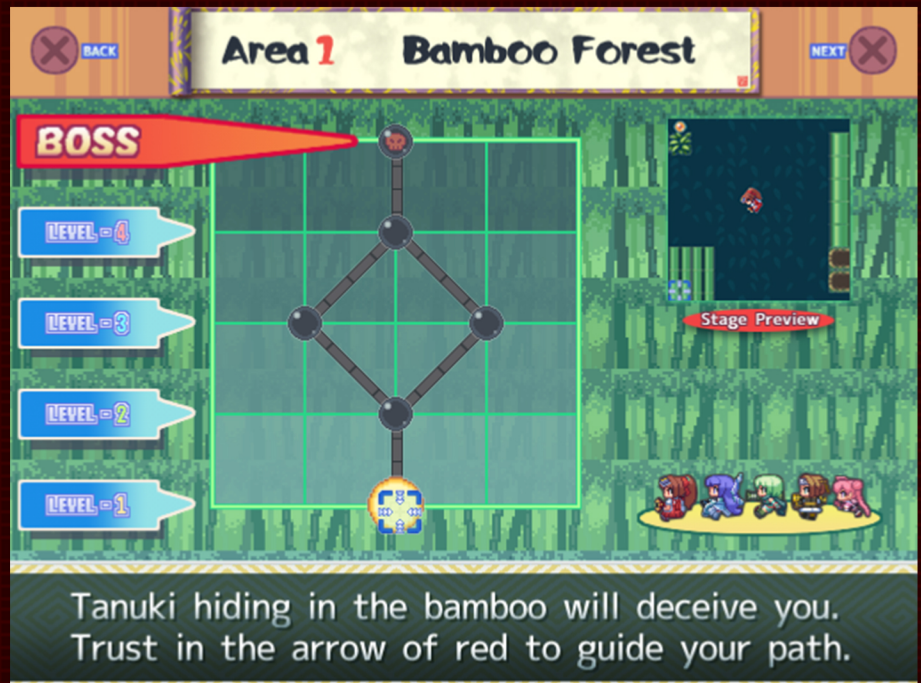 BACK
Area 1 Bamboo Forest
NEXT
BOSS
LEVEL-4
LEVEL-3
LEVEL-2
LEVEL-1
Stage Preview
Tanuki hiding in the bamboo will deceive you.
Trust in the arrow of red to guide your path.